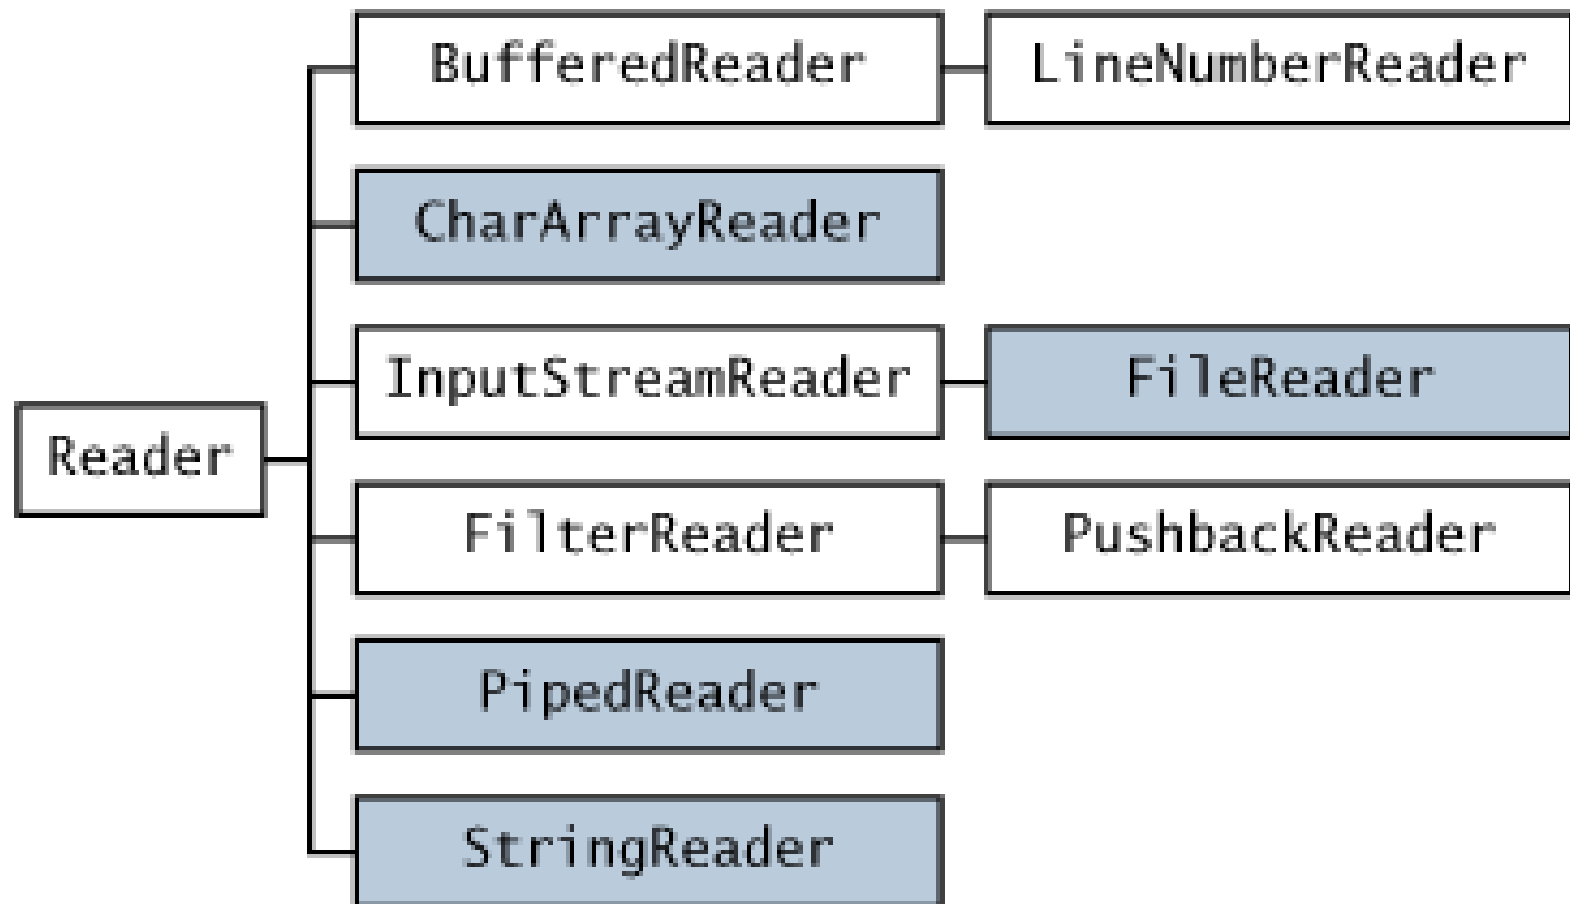 BufferedReader LineNumberReader
CharArrayReader
InputStreamReader FileReader
Reader
FilterReader PushbackReader
PipedReader
StringReader